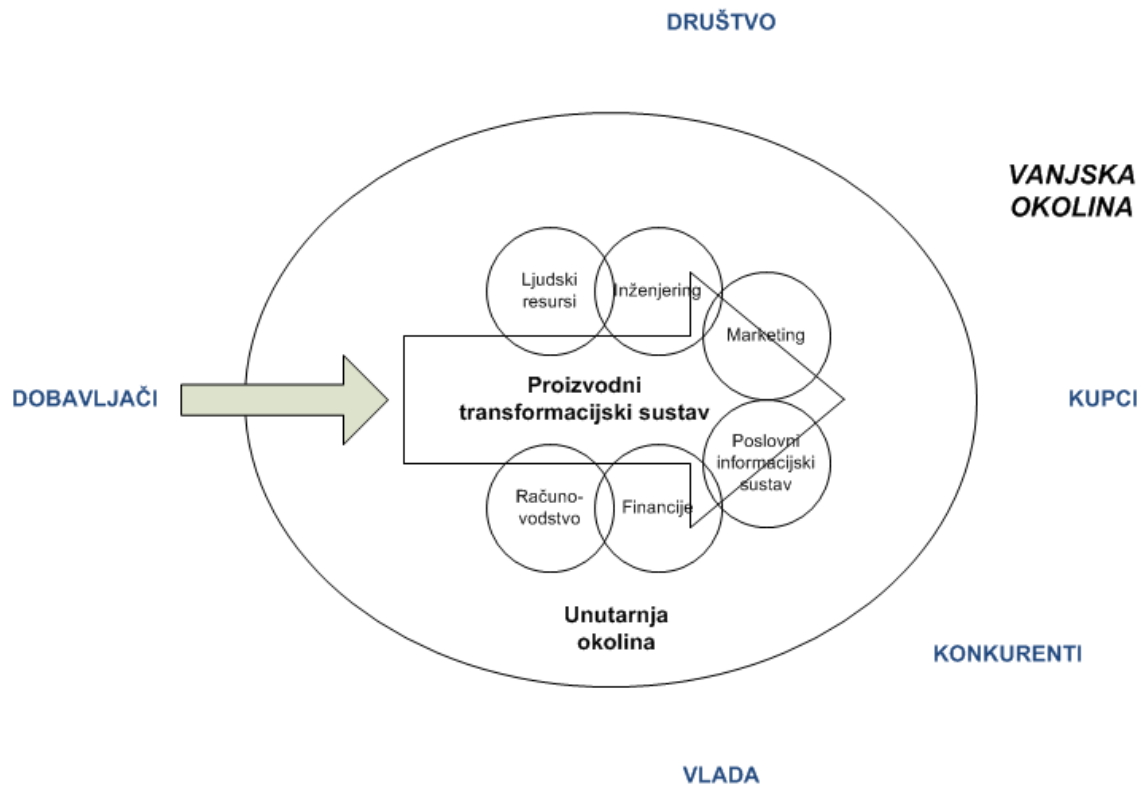 DRUŠTVO
VANJSKA
OKOLINA
Ljudski
resursi
Inženjering
Marketing
DOBAVLJAČI
Proizvodni
transformacijski sustav
KUPCI
Poslovni
informacijski
sustav
Računo-
vodstvo
Financije
Unutarnja
okolina
KONKURENTI
VLADA